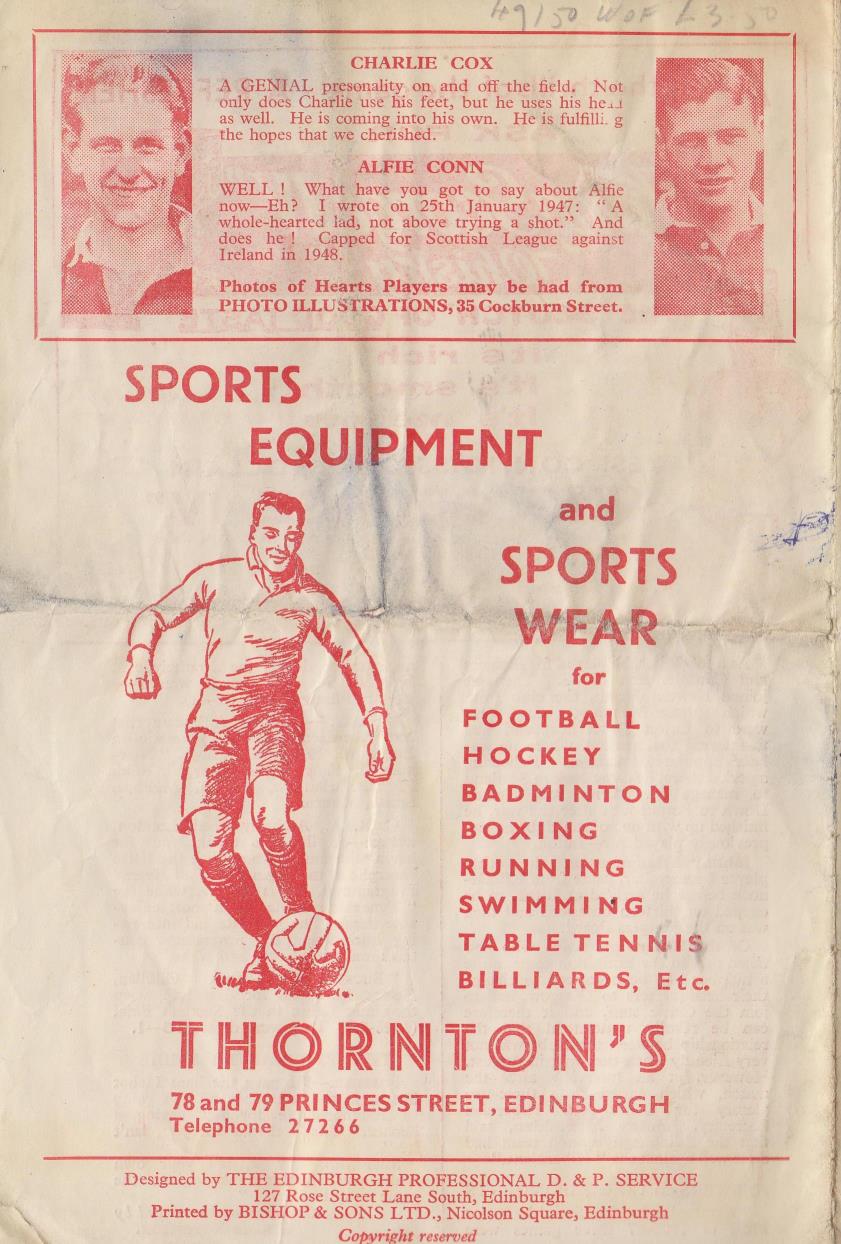 49/50 WOF £3.50
CHARLIE COX
A GENIAL presonality on and off the field. Not
only does Charlie use his feet, but he uses his
as well. He is coming into his own. He is
the hopes that we cherished.
ALFIE CONN
WELL ! What have you got to say about Alfie
now—Eh? I wrote on 25th January 1947: “ A
whole-hearted lad, not above trying a shot.” And
does he ! Capped for Scottish League against
Ireland in 1948.
Photos of Hearts Players may be had from
PHOTO ILLUSTRATIONS, 35 Cockburn Street.
SPORTS
EQUIPMENT
and
SPORTS
WEAR
for
FOOTBALL
HOCKEY
BADMINTON
BOXING
RUNNING
SWIMMING
TABLE TENNIS
BILLIARDS, Etc.
THORNTON'S
78 and 79 PRINCES STREET, EDINBURGH
Telephone 27266
Designed by THE EDINBURGH PROFESSIONAL D. & P. SERVICE
127 Rose Street Lane South, Edinburgh
Printed by BISHOP & SONS LTD., Nicolson Square, Edinburgh
Copyright reserved